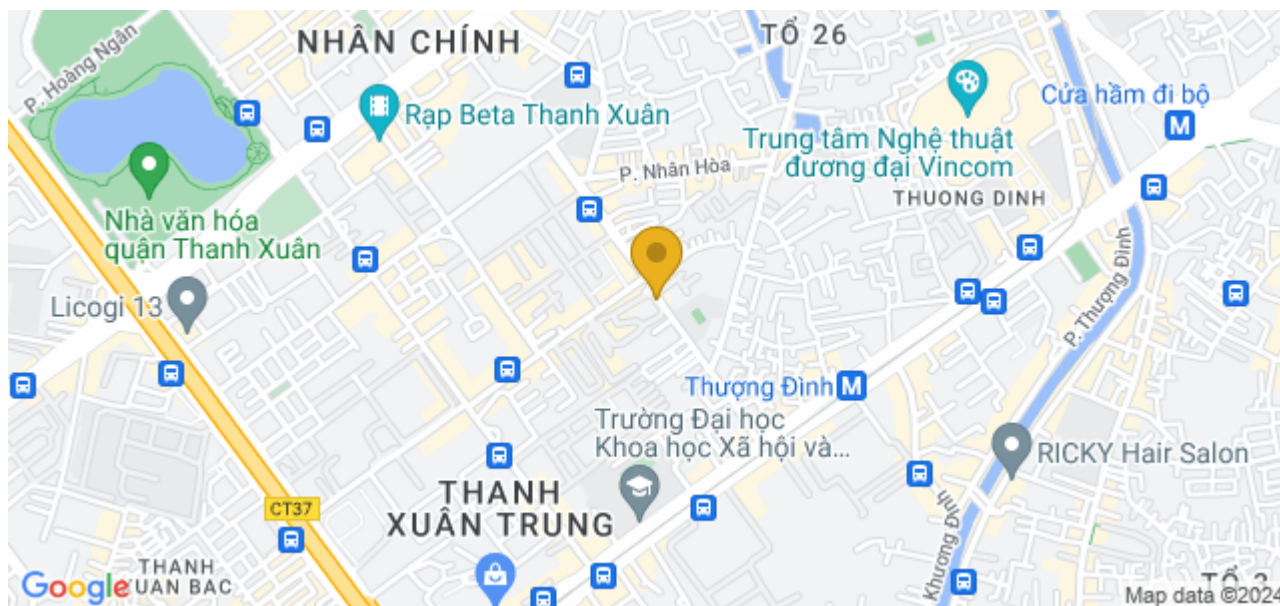 NHÂN CHÍNH
TỔ 26
P. Hoàng Ngân
Cửa hầm đi bộ
M
Rạp Beta Thanh Xuân
Trung tâm Nghệ thuật
đương đại Vincom
P. Nhân Hòa
THUONG DINH
Nhà văn hóa
quận Thanh Xuân
Licogi 13
P. Thượng Đình
Thượng Đình
M
Trường Đại học
Khoa học Xã hội và...
RICKY Hair Salon
THANH
XUÂN TRUNG
CT37
Khương Đình
THANH
XUAN BAC
Google
TỔ 3
Map data ©2024